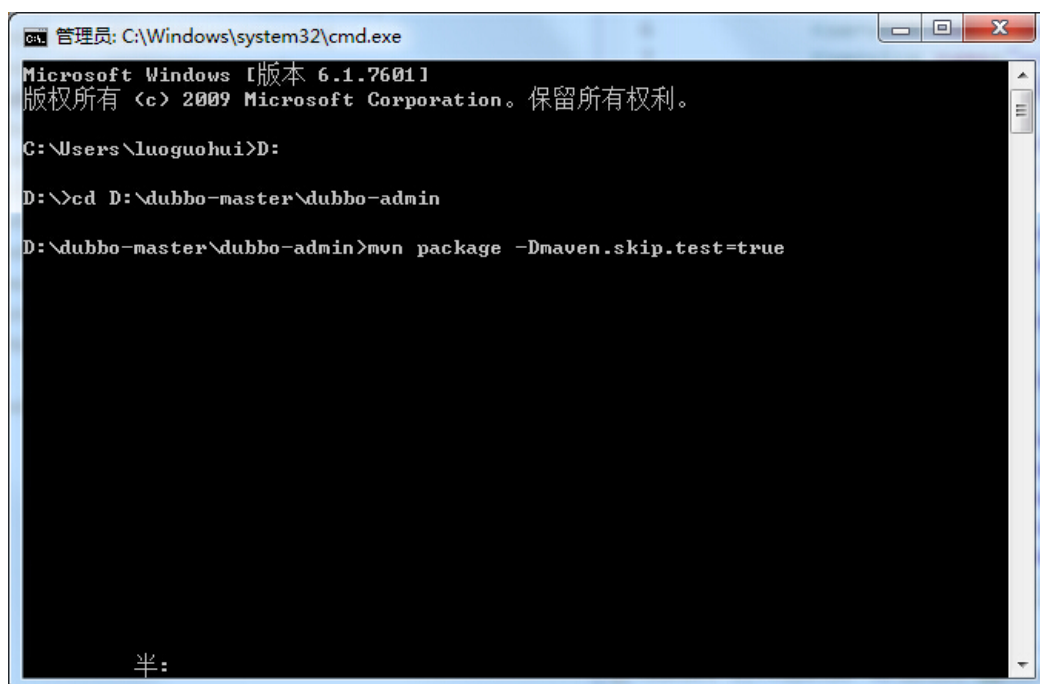 管理员: C:\Windows\system32\cmd.exe
Microsoft Windows [版本 6.1.7601]
版权所有 (c) 2009 Microsoft Corporation。保留所有权利。
C:\Users\luoguohui>D:
D:\>cd D:\dubbo-master\dubbo-admin
D:\dubbo-master\dubbo-admin>mvn package -Dmaven.skip.test=true
半: